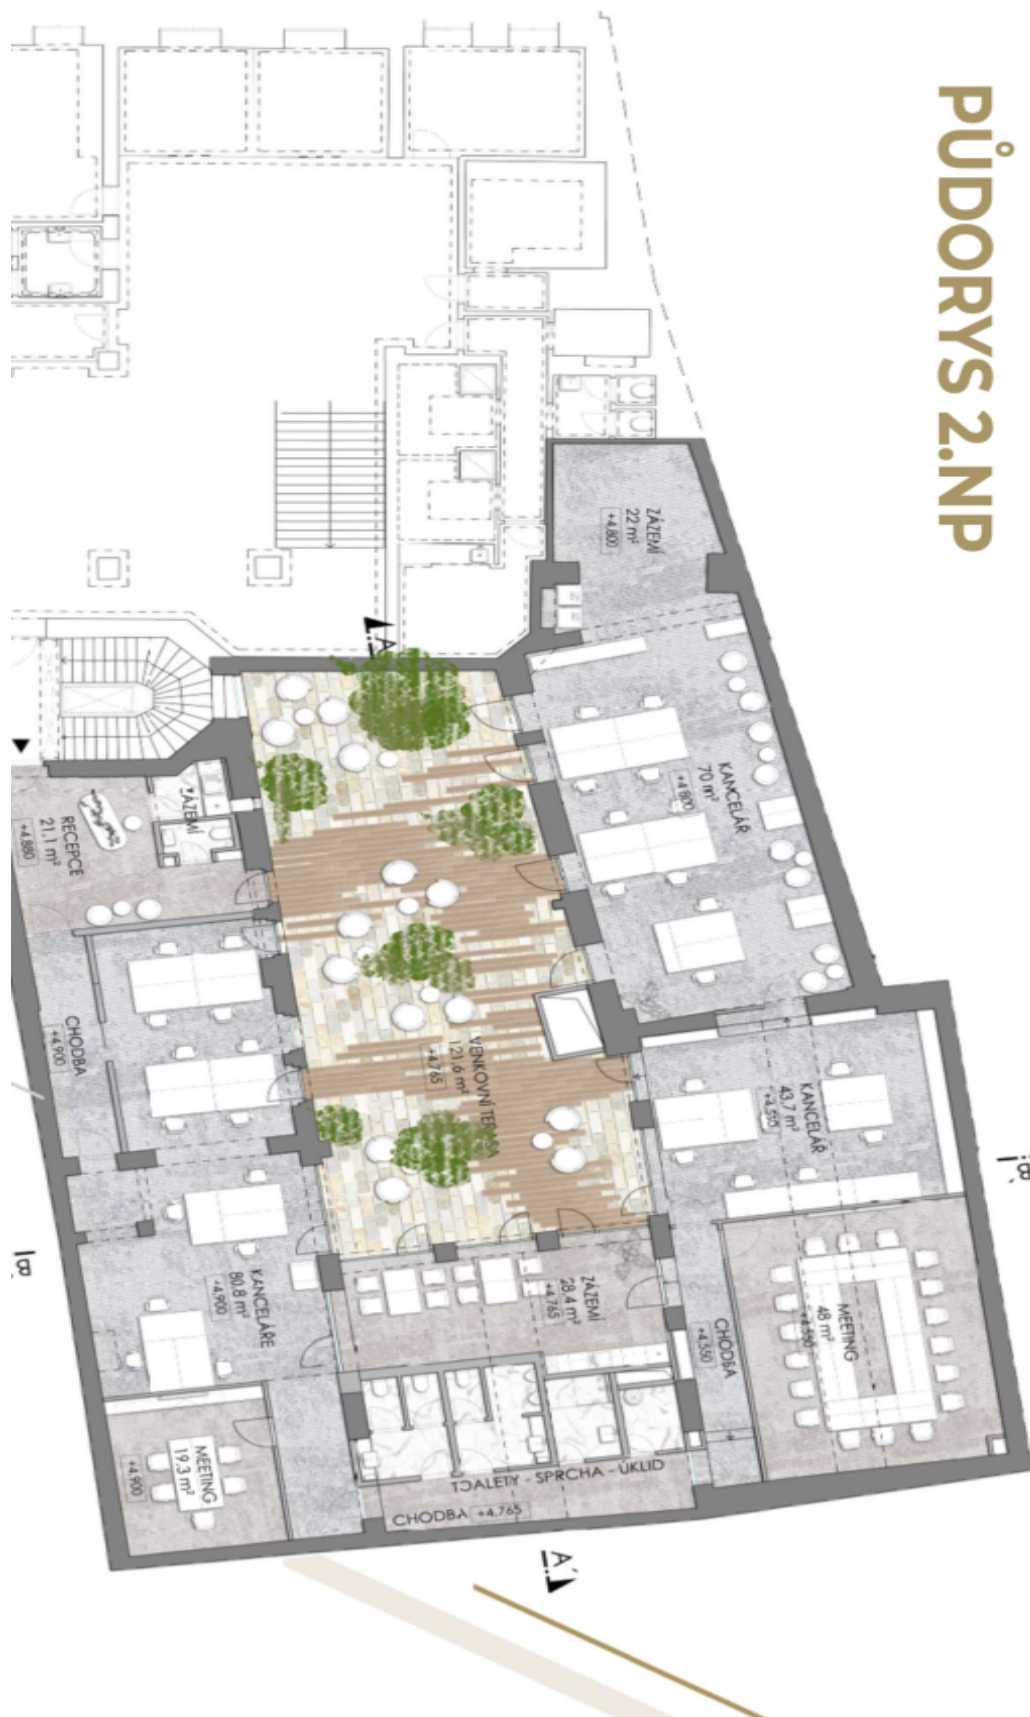 PŮDORYS 2.NP
ZÁZEMÍ
22 m²
+4,800
A
KANCELÁŘ
70 m²
+4,800
ZÁZEMÍ
RECEPCE
21,1 m²
+4,880
VENKOVNÍ TERASA
121,6 m²
+4,765
CHODBA
+4,900
KANCELÁŘ
43,7 m²
+4,550
B
B
KANCELÁŘE
80,8 m²
+4,900
ZÁZEMÍ
28,4 m²
+4,765
CHODBA
+4,550
MEETING
48 m²
+4,550
MEETING
19,3 m²
+4,900
TOALETY - SPRCHA - ÚKLID
CHODBA +4,765
A´